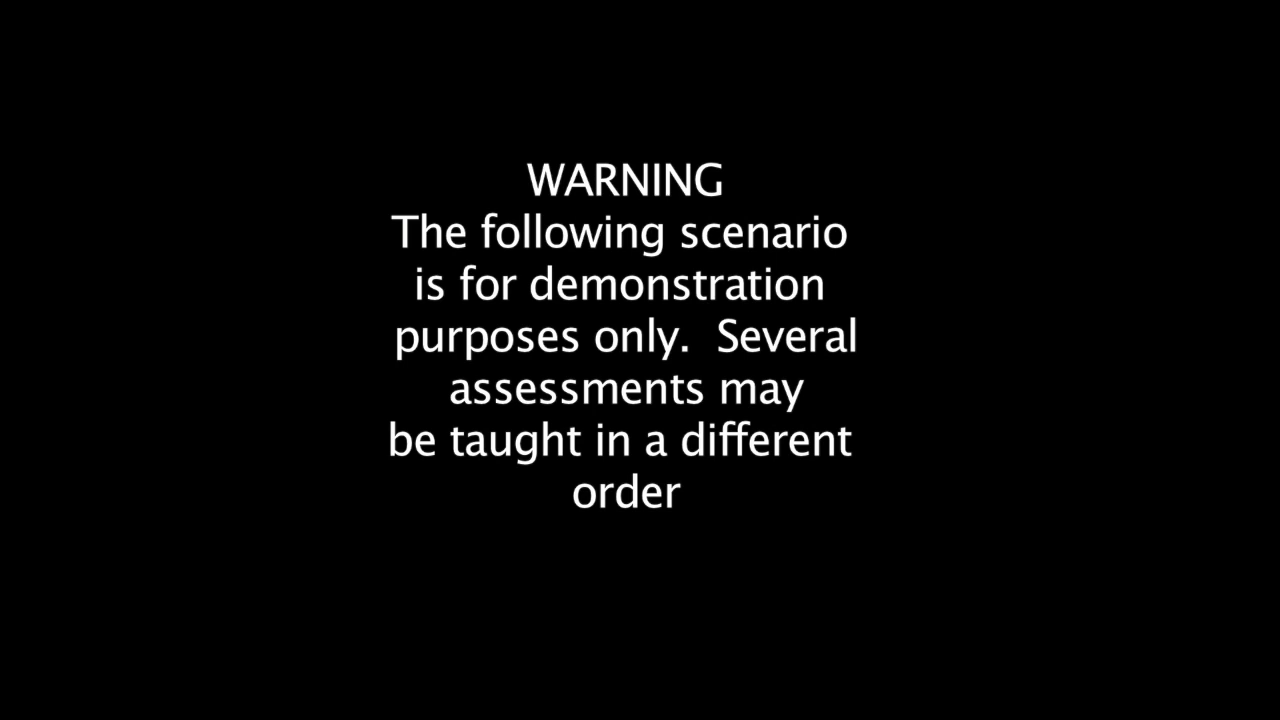 WARNING
The following scenario
is for demonstration
purposes only.  Several
assessments may
be taught in a different
order